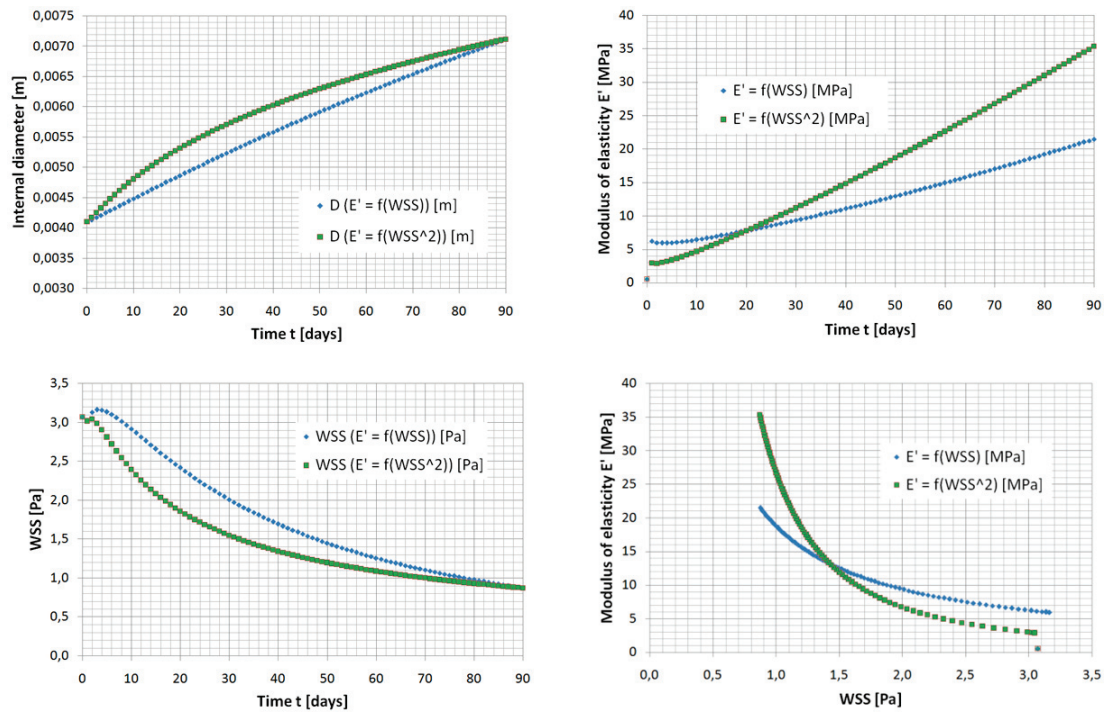 Internal diameter [m]
0,0075
0,0070
0,0065
0,0060
0,0055
0,0050
0,0045
0,0040
0,0035
0,0030
D (E' = f(WSS)) [m]
D (E' = f(WSS^2)) [m]
0 10 20 30 40 50 60 70 80 90
Time t [days]
Modulus of elasticity E' [MPa]
40
35
30
25
20
15
10
5
0
E' = f(WSS) [MPa]
E' = f(WSS^2) [MPa]
0 10 20 30 40 50 60 70 80 90
Time t [days]
WSS [Pa]
3,5
3,0
2,5
2,0
1,5
1,0
0,5
0,0
WSS (E' = f(WSS)) [Pa]
WSS (E' = f(WSS^2)) [Pa]
0 10 20 30 40 50 60 70 80 90
Time t [days]
Modulus of elasticity E' [MPa]
40
35
30
25
20
15
10
5
0
E' = f(WSS) [MPa]
E' = f(WSS^2) [MPa]
0,0 0,5 1,0 1,5 2,0 2,5 3,0 3,5
WSS [Pa]